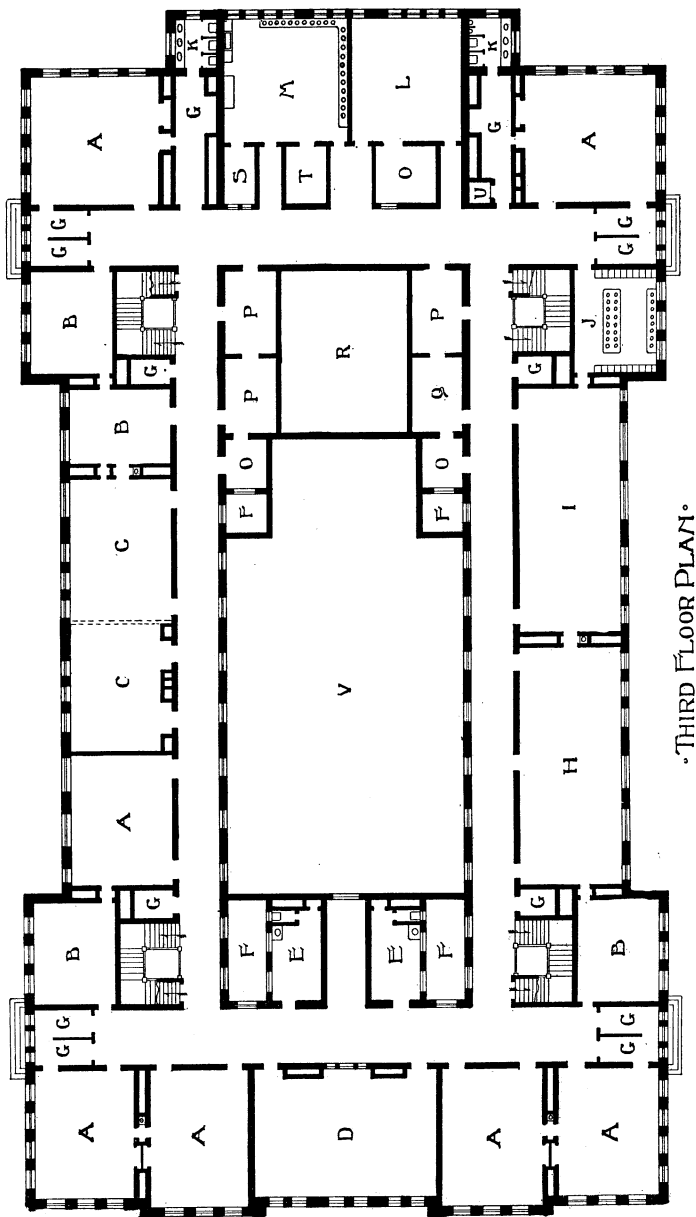 A G G B B G G A
A C C B
G G
A G K
F F O P P S
E T M
D V R
E O L
F F O Q P
A U G K
G G
H I
A G G B J G G A
·THIRD FLOOR PLAN·